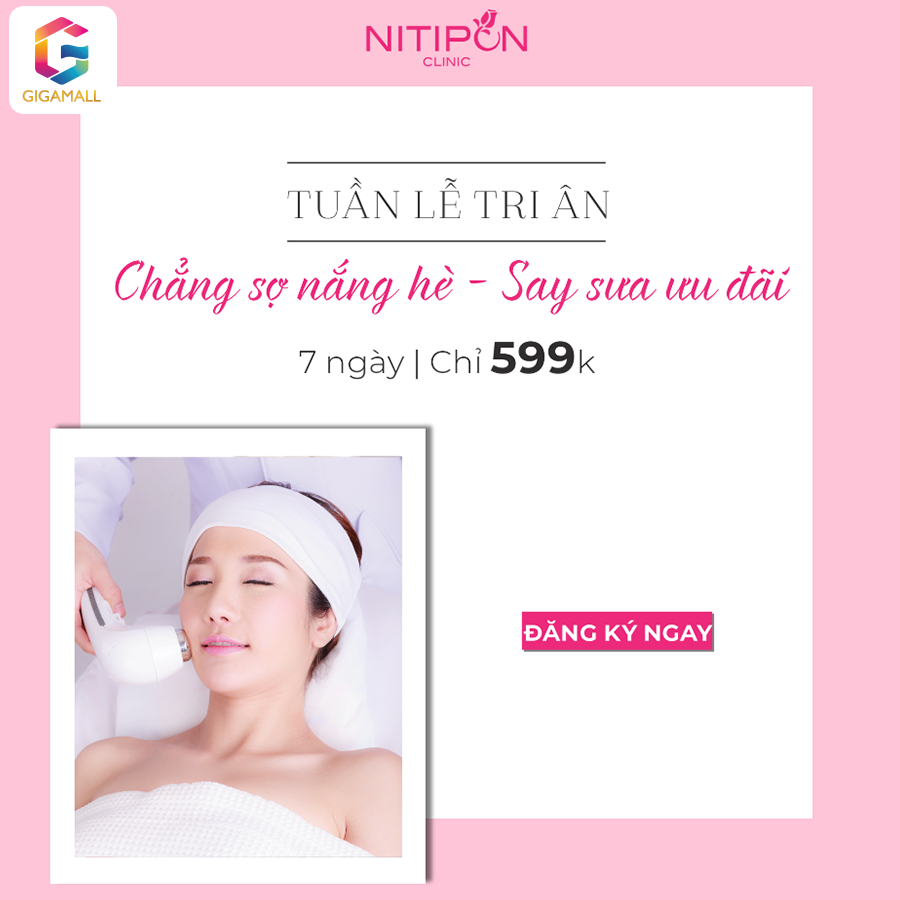 GIGAMALL
NITIPON
CLINIC
TUẦN LỄ TRI ÂN
Chẳng sợ nắng hè - Say sưa ưu đãi
7 ngày | Chỉ 599k
ĐĂNG KÝ NGAY